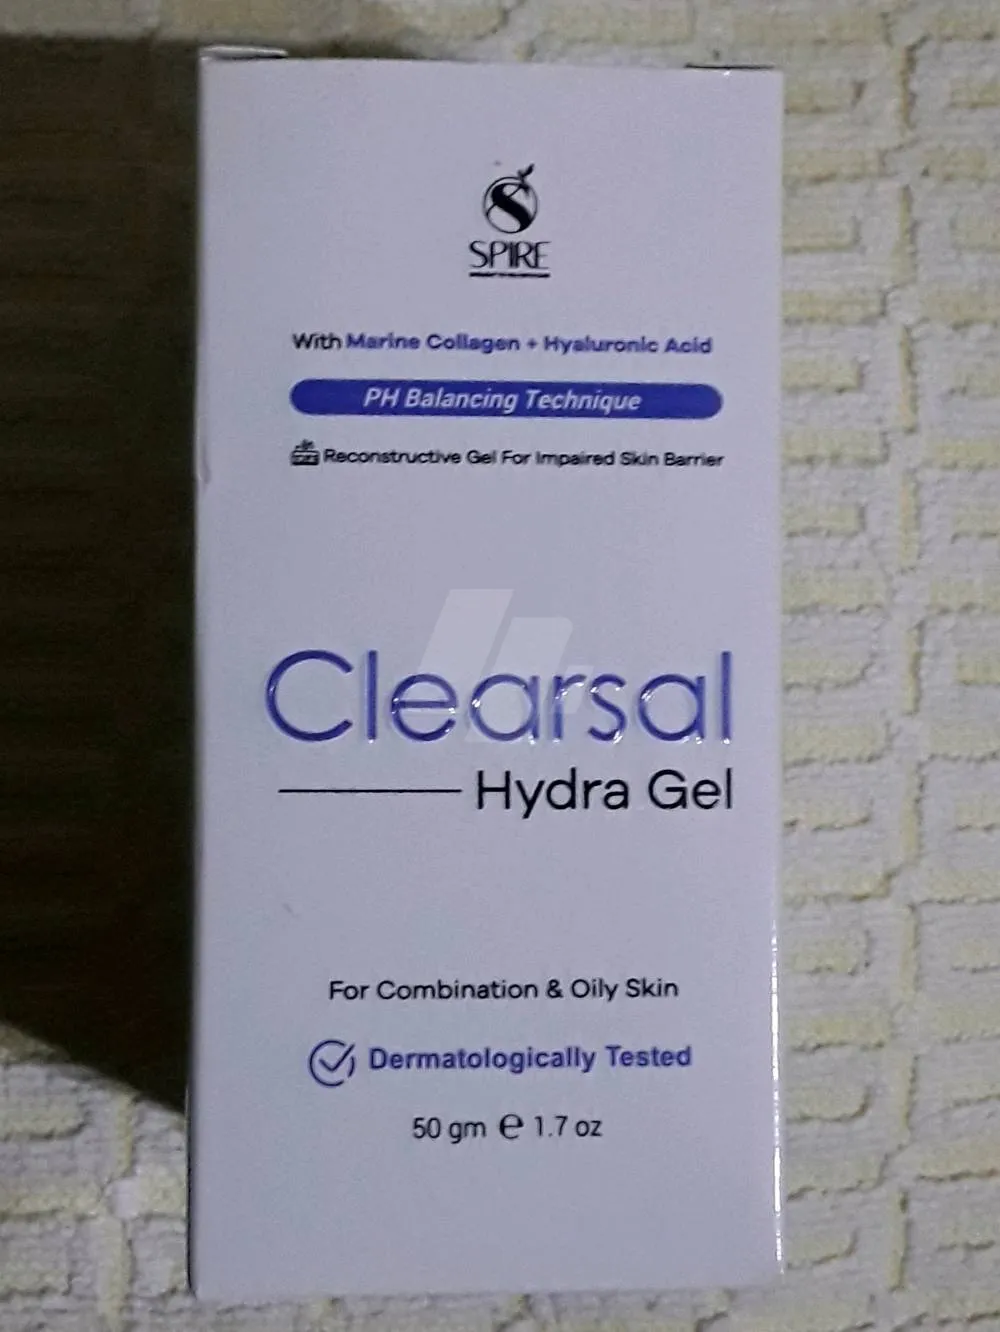 SPIRE
With Marine Collagen + Hyaluronic Acid
PH Balancing Technique
Reconstructive Gel For Impaired Skin Barrier
Clearsal
Hydra Gel
For Combination & Oily Skin
Dermatologically Tested
50 gm ℮ 1.7 oz